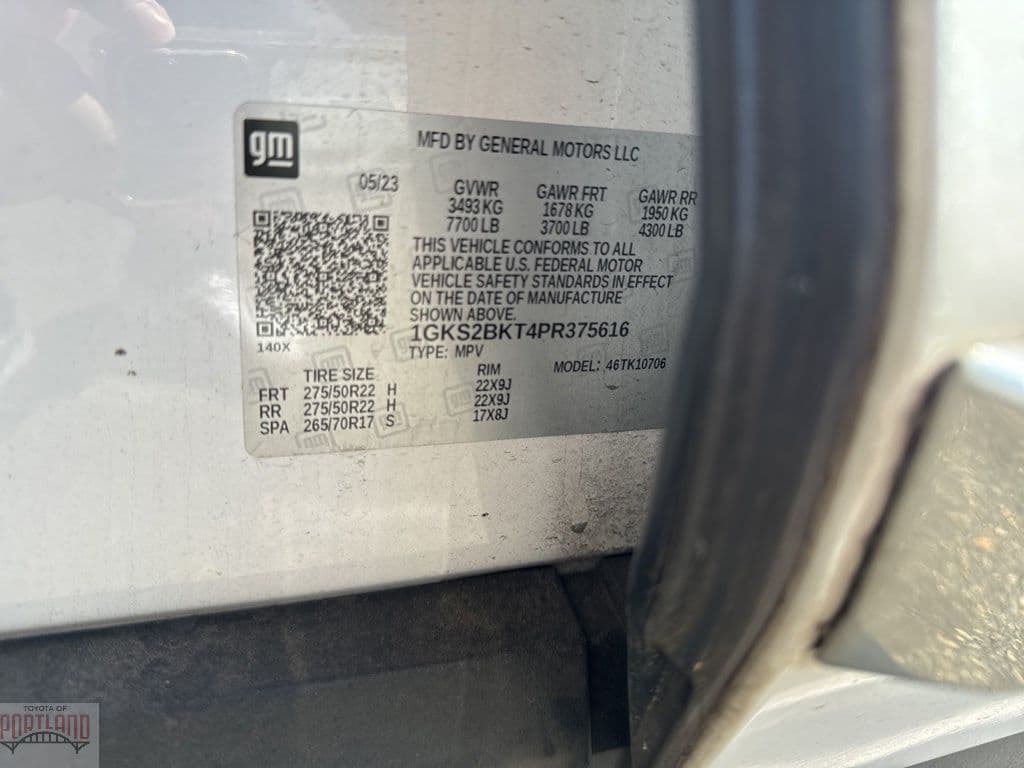 gm
MFD BY GENERAL MOTORS LLC
05/23
GVWR GAWR FRT GAWR RR
3493 KG 1678 KG 1950 KG
7700 LB 3700 LB 4300 LB
THIS VEHICLE CONFORMS TO ALL
APPLICABLE U.S. FEDERAL MOTOR
VEHICLE SAFETY STANDARDS IN EFFECT
ON THE DATE OF MANUFACTURE
SHOWN ABOVE.
1GKS2BKT4PR375616
140X
TYPE: MPV MODEL: 46TK10706
TIRE SIZE RIM
FRT 275/50R22 H 22X9J
RR 275/50R22 H 22X9J
SPA 265/70R17 S 17X8J
TOYOTA OF
PORTLAND